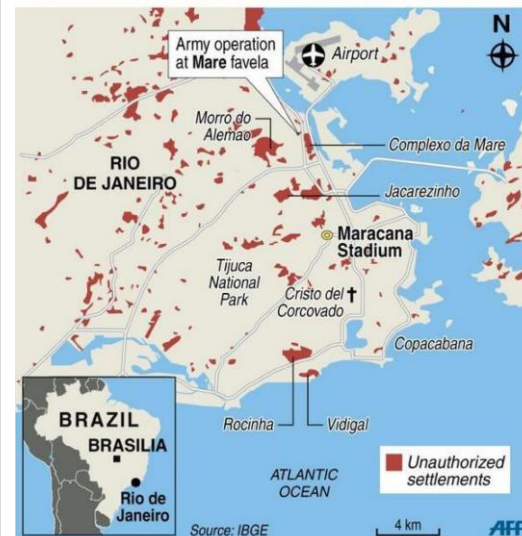 N
Army operation
at Mare favela
Airport
Morro do
Alemao
Complexo da Mare
RIO
DE JANEIRO
Jacarezinho
Maracana
Stadium
Tijuca
National
Park
Cristo del
Corcovado
Copacabana
Rocinha
Vidigal
BRAZIL
BRASILIA
Rio de
Janeiro
ATLANTIC
OCEAN
Unauthorized
settlements
Source: IBGE
4 km
AFP